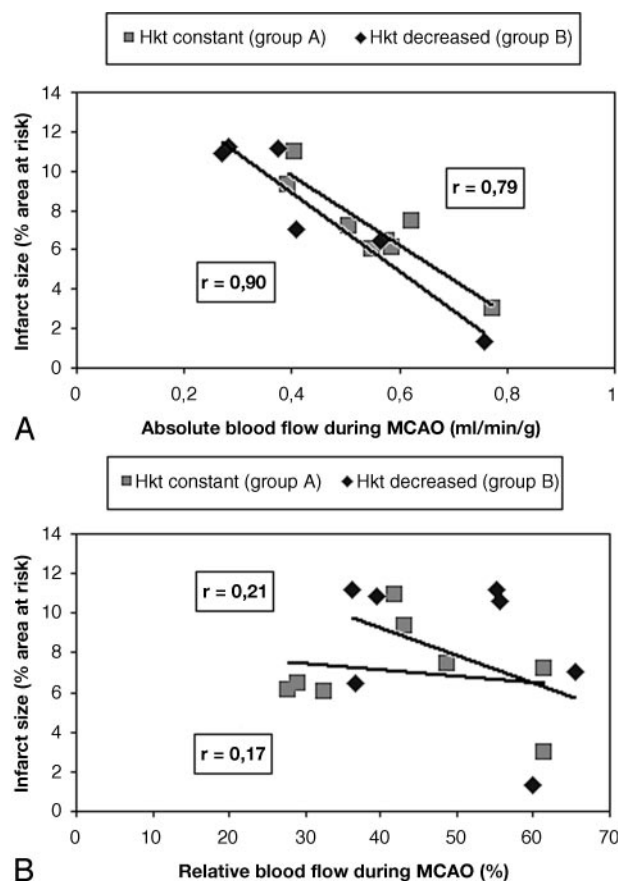 Hkt constant (group A) Hkt decreased (group B)
14
12
10
8
6
4
2
0
Infarct size (% area at risk)
r = 0,79
r = 0,90
0 0,2 0,4 0,6 0,8 1
A
Absolute blood flow during MCAO (ml/min/g)
Hkt constant (group A) Hkt decreased (group B)
14
12
10
8
6
4
2
0
Infarct size (% area at risk)
r = 0,21
r = 0,17
0 10 20 30 40 50 60 70
B
Relative blood flow during MCAO (%)